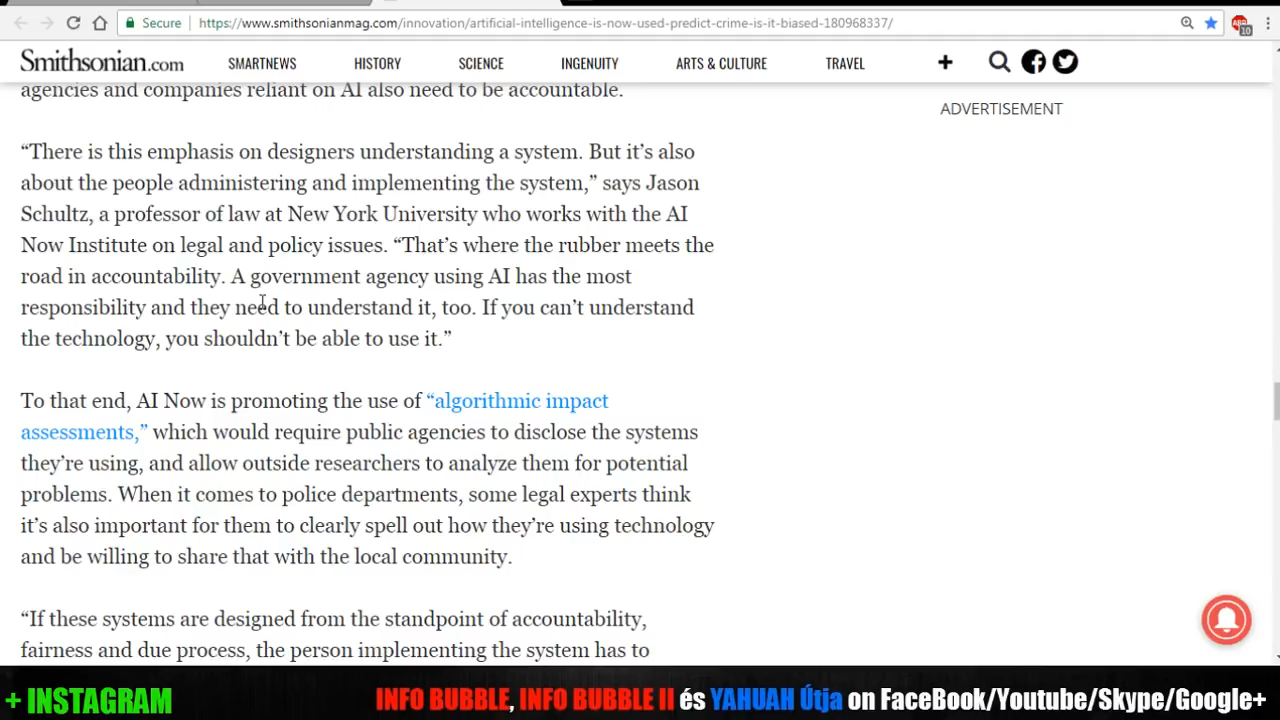 Secure
https://www.smithsonianmag.com/innovation/artificial-intelligence-is-now-used-predict-crime-is-it-biased-180968337/
ABP
10
Smithsonian.com
SMARTNEWS
HISTORY
SCIENCE
INGENUITY
ARTS & CULTURE
TRAVEL
agencies and companies reliant on AI also need to be accountable.
ADVERTISEMENT
“There is this emphasis on designers understanding a system. But it’s also
about the people administering and implementing the system,” says Jason
Schultz, a professor of law at New York University who works with the AI
Now Institute on legal and policy issues. “That’s where the rubber meets the
road in accountability. A government agency using AI has the most
responsibility and they need to understand it, too. If you can’t understand
the technology, you shouldn’t be able to use it.”
To that end, AI Now is promoting the use of “algorithmic impact
assessments,” which would require public agencies to disclose the systems
they’re using, and allow outside researchers to analyze them for potential
problems. When it comes to police departments, some legal experts think
it’s also important for them to clearly spell out how they’re using technology
and be willing to share that with the local community.
“If these systems are designed from the standpoint of accountability,
fairness and due process, the person implementing the system has to
+ INSTAGRAM
INFO BUBBLE, INFO BUBBLE II és YAHUAH Útja on FaceBook/Youtube/Skype/Google+